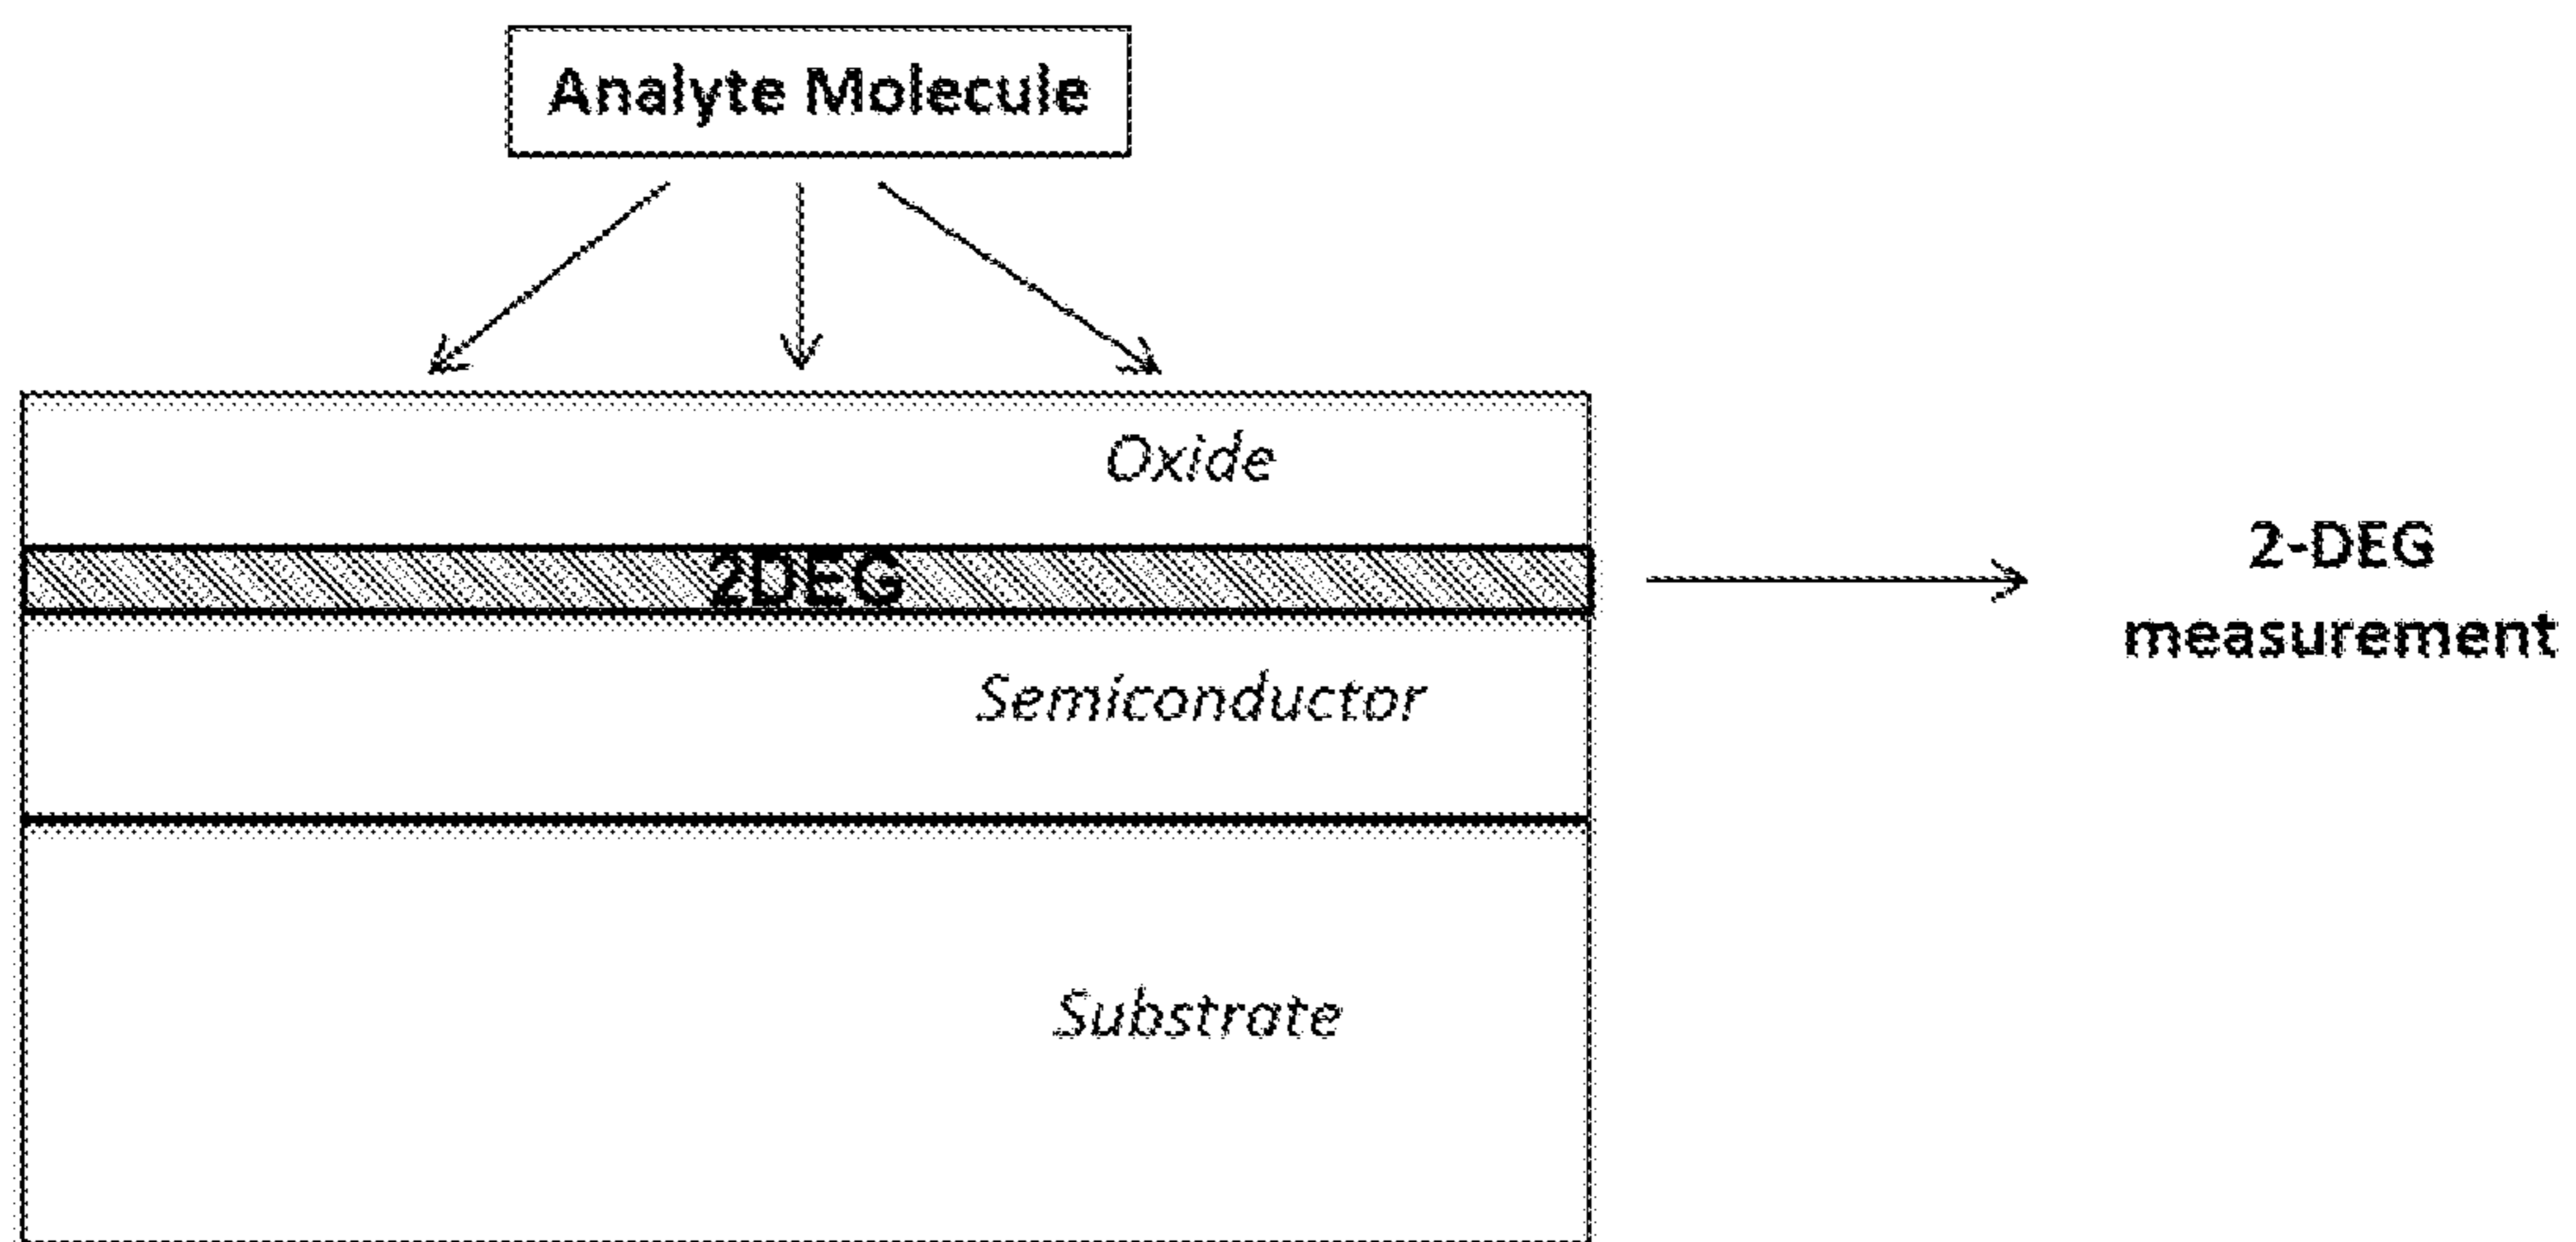 Analyte Molecule
Oxide
2DEG
2-DEG
measurement
Semiconductor
Substrate